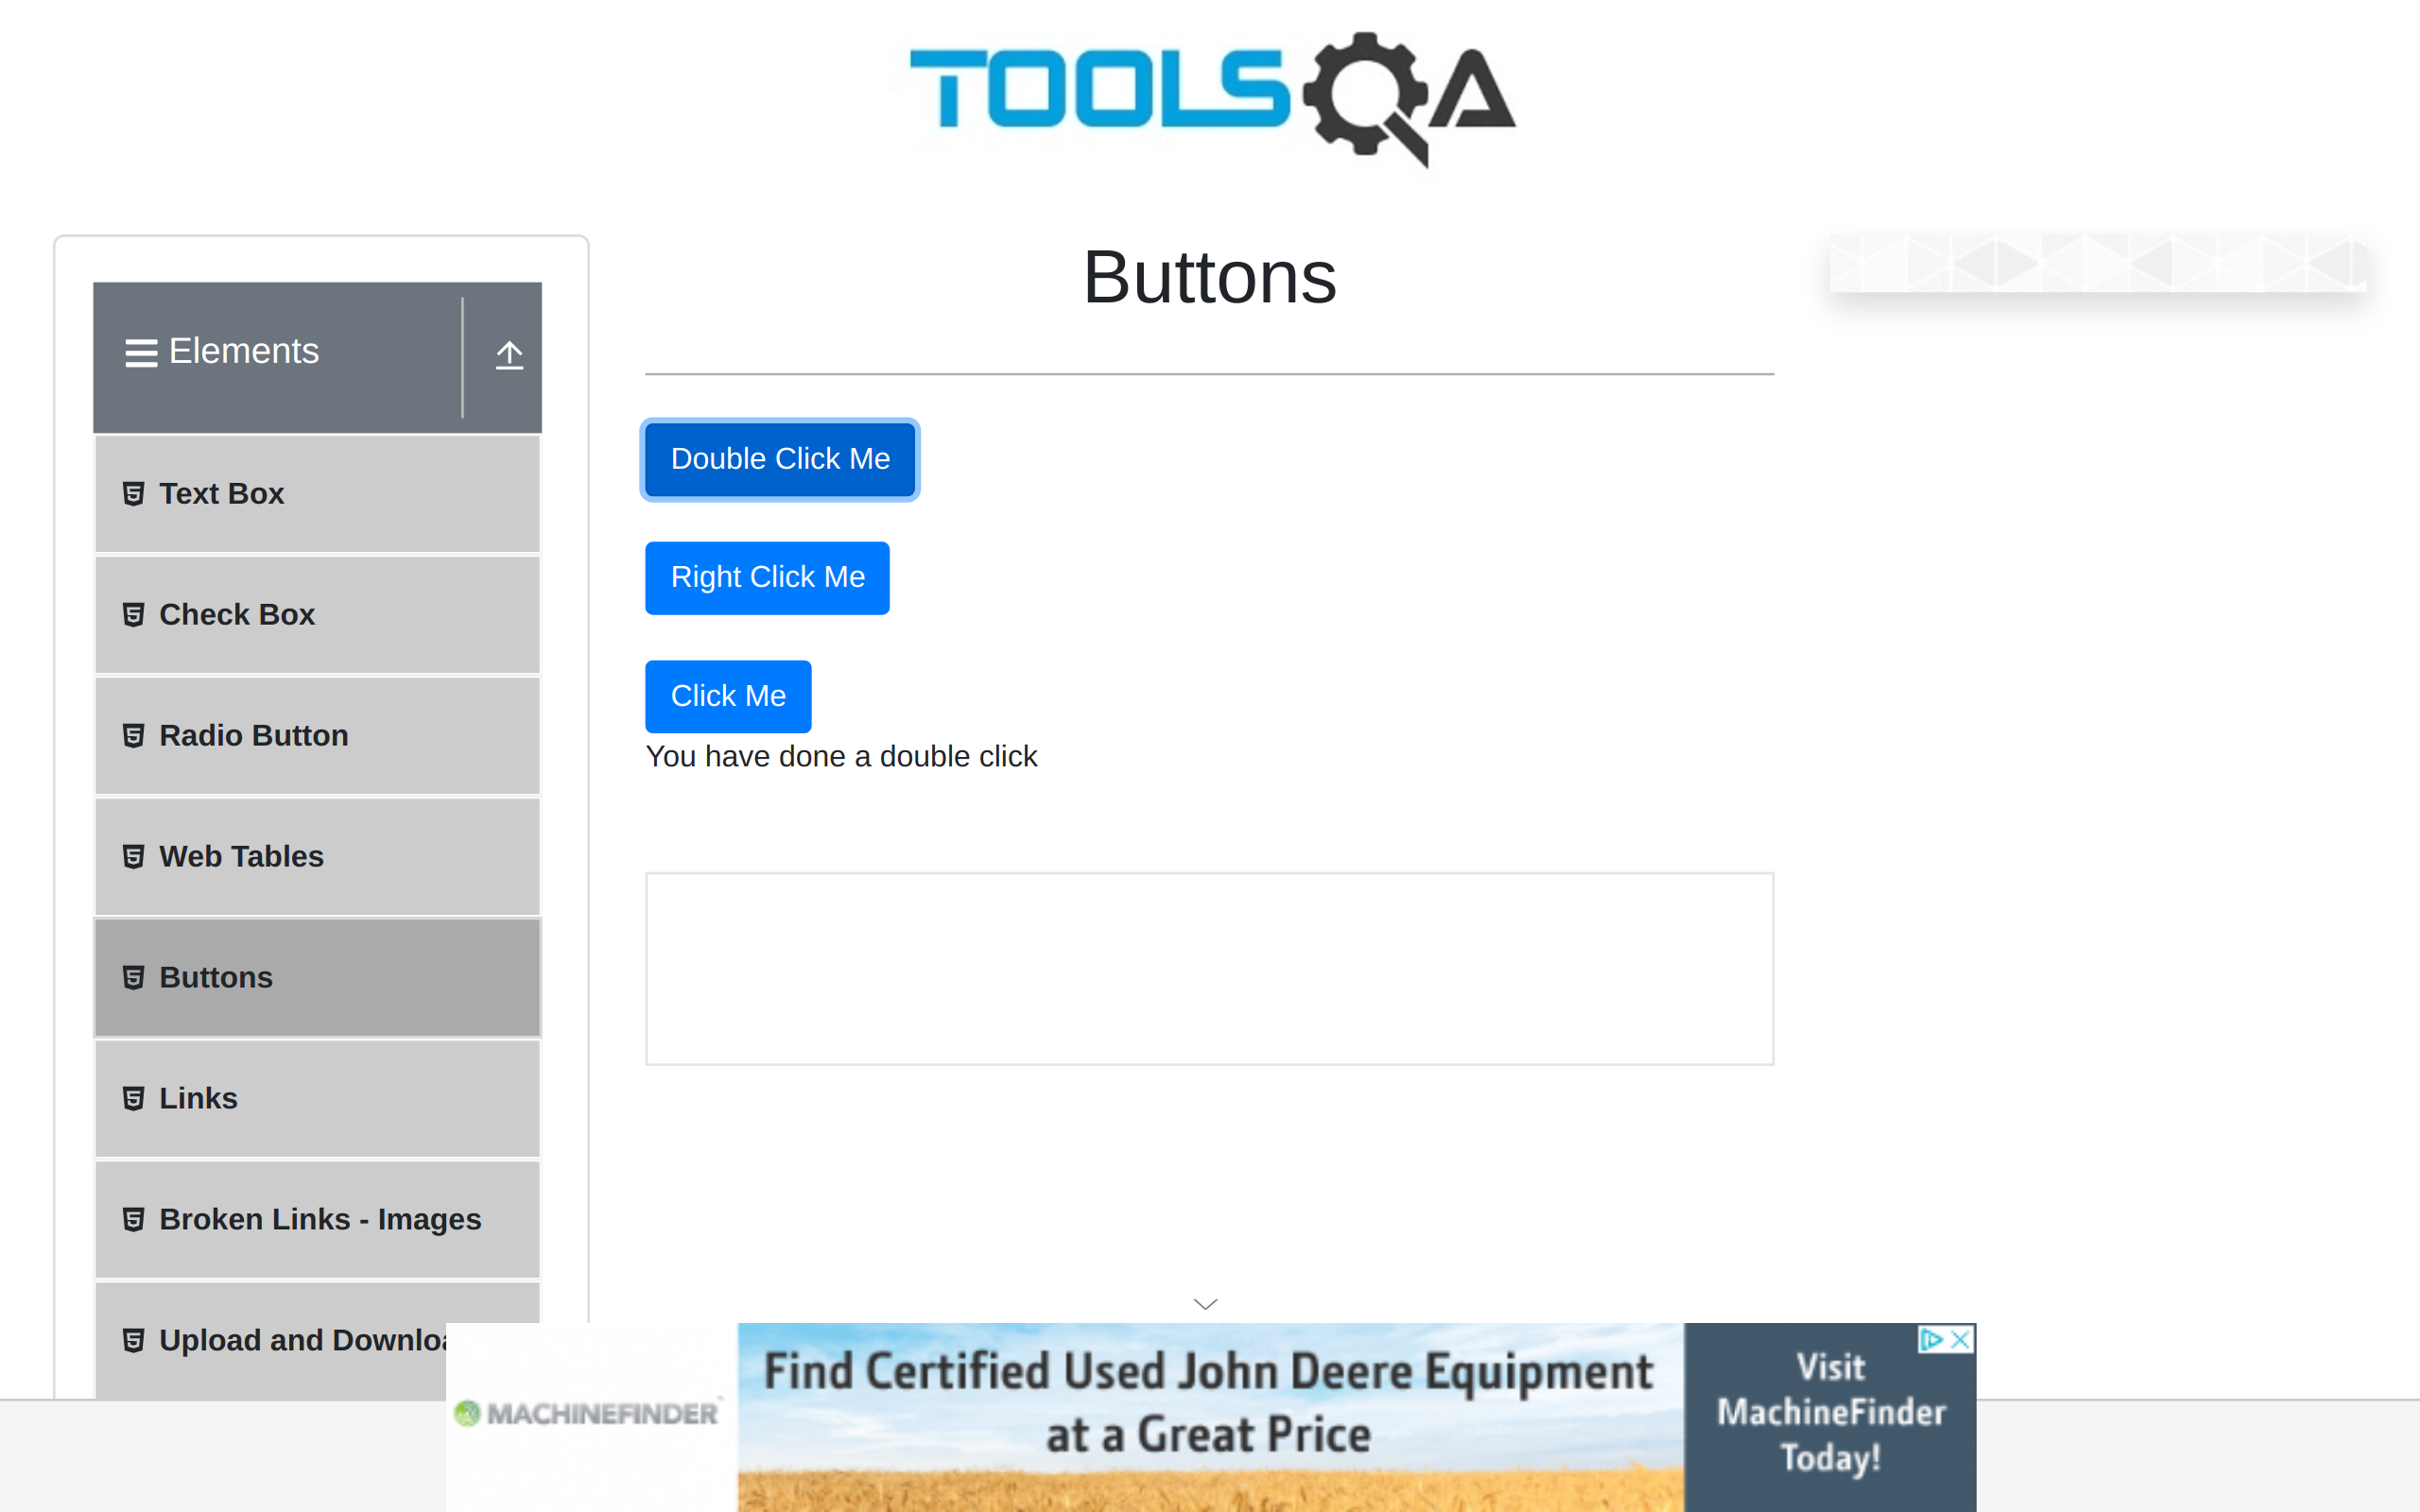 TOOLSQA
Buttons
Elements
Text Box
Check Box
Radio Button
Web Tables
Buttons
Links
Broken Links - Images
Upload and
Double Click Me
Right Click Me
Click Me
You have done a double click
MACHINEFINDER
Find Certified Used John Deere Equipment
at a Great Price
Visit
MachineFinder
Today!